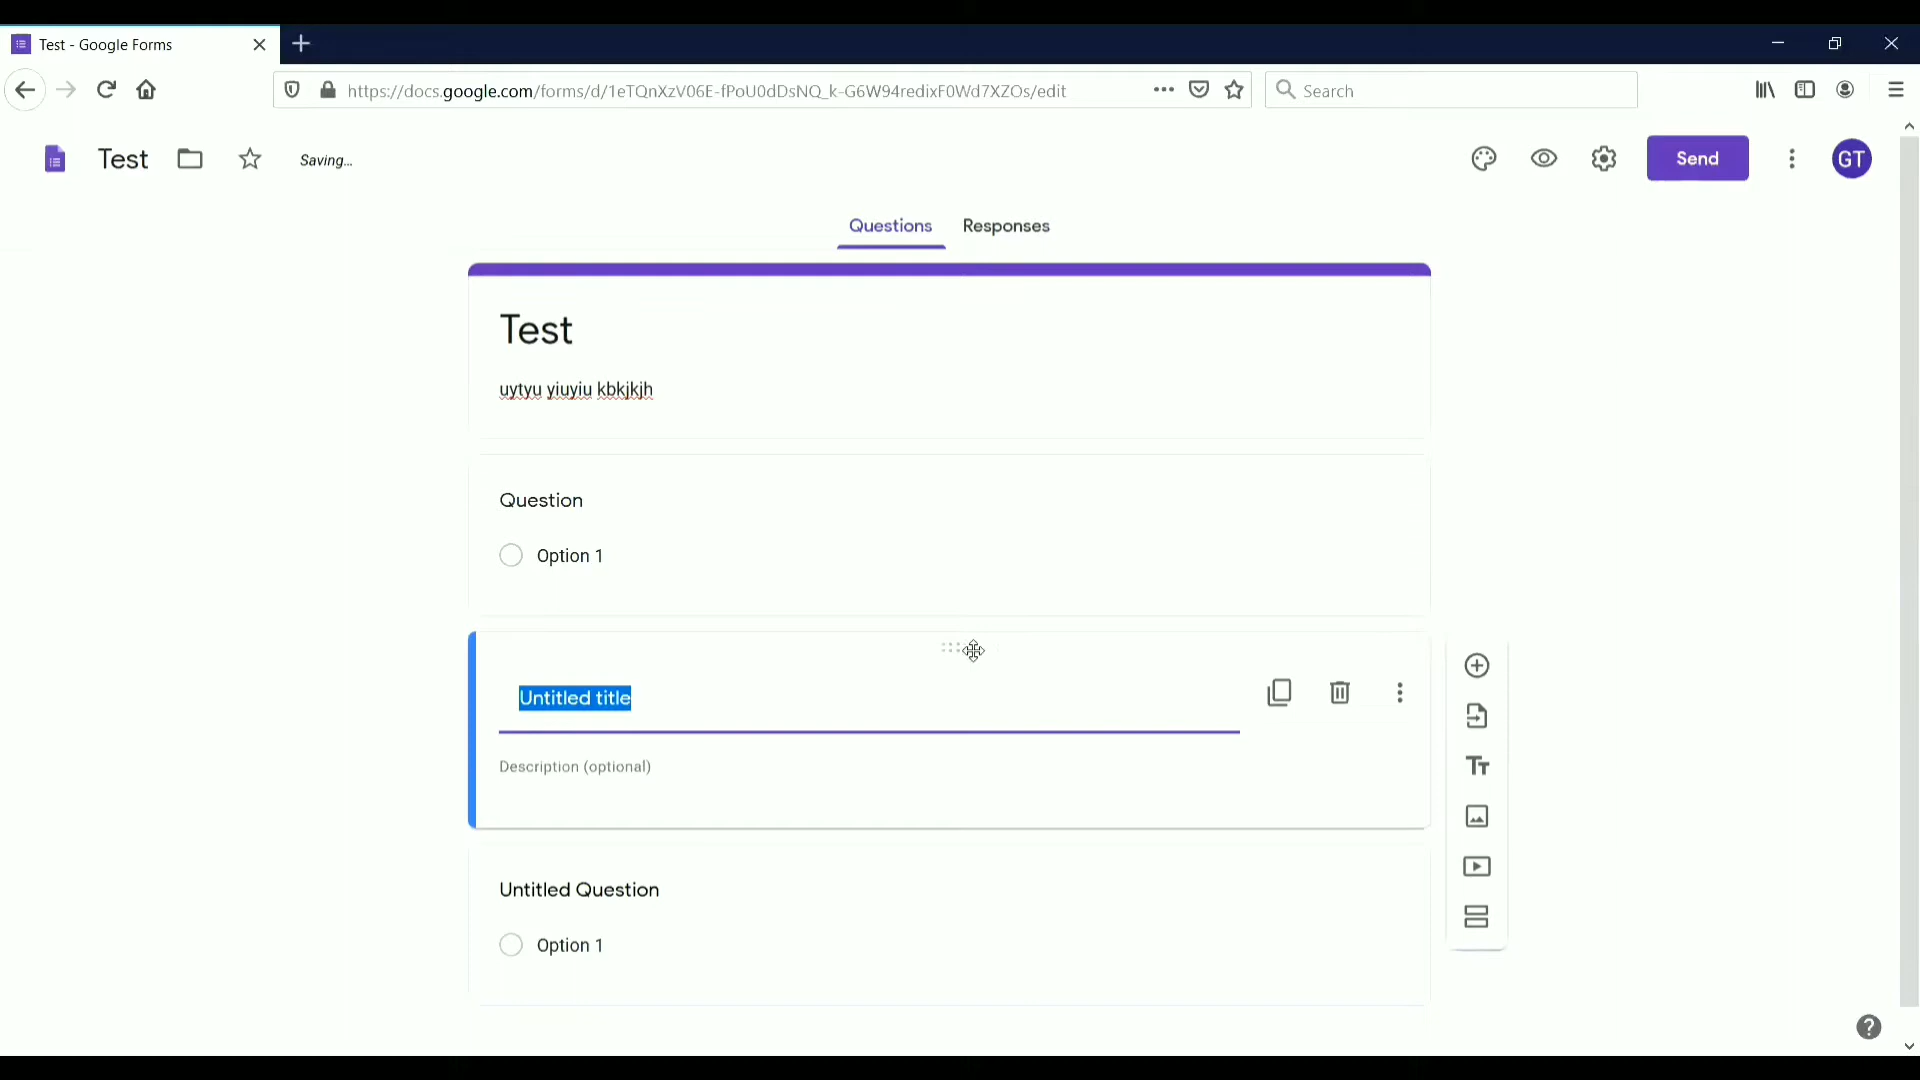 Test - Google Forms
https://docs.google.com/forms/d/1eTQnXzV06E-fPoU0dDsNQ_k-G6W94redixF0Wd7XZOs/edit
Search
Test
Saving...
Send
GT
Questions
Responses
Test
uytyu yiuyiu kbkjkjh
Question
Option 1
Untitled title
Description (optional)
Untitled Question
Option 1